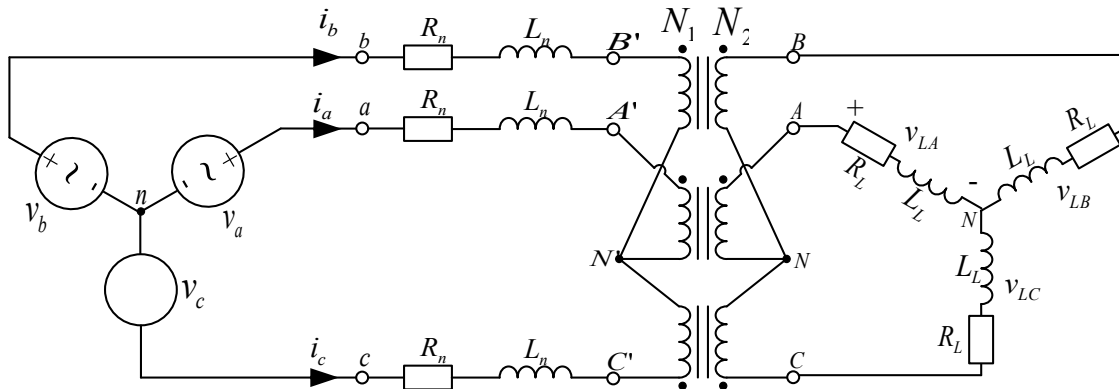 i_b b R_n L_n B' N_1 N_2 B
i_a a R_n L_n A' A + R_L v_LA L_L - L_L R_L v_LB
+ ~ - v_b n - ~ + v_a
N' N N
v_c L_L v_LC R_L
i_c c R_n L_n C' C